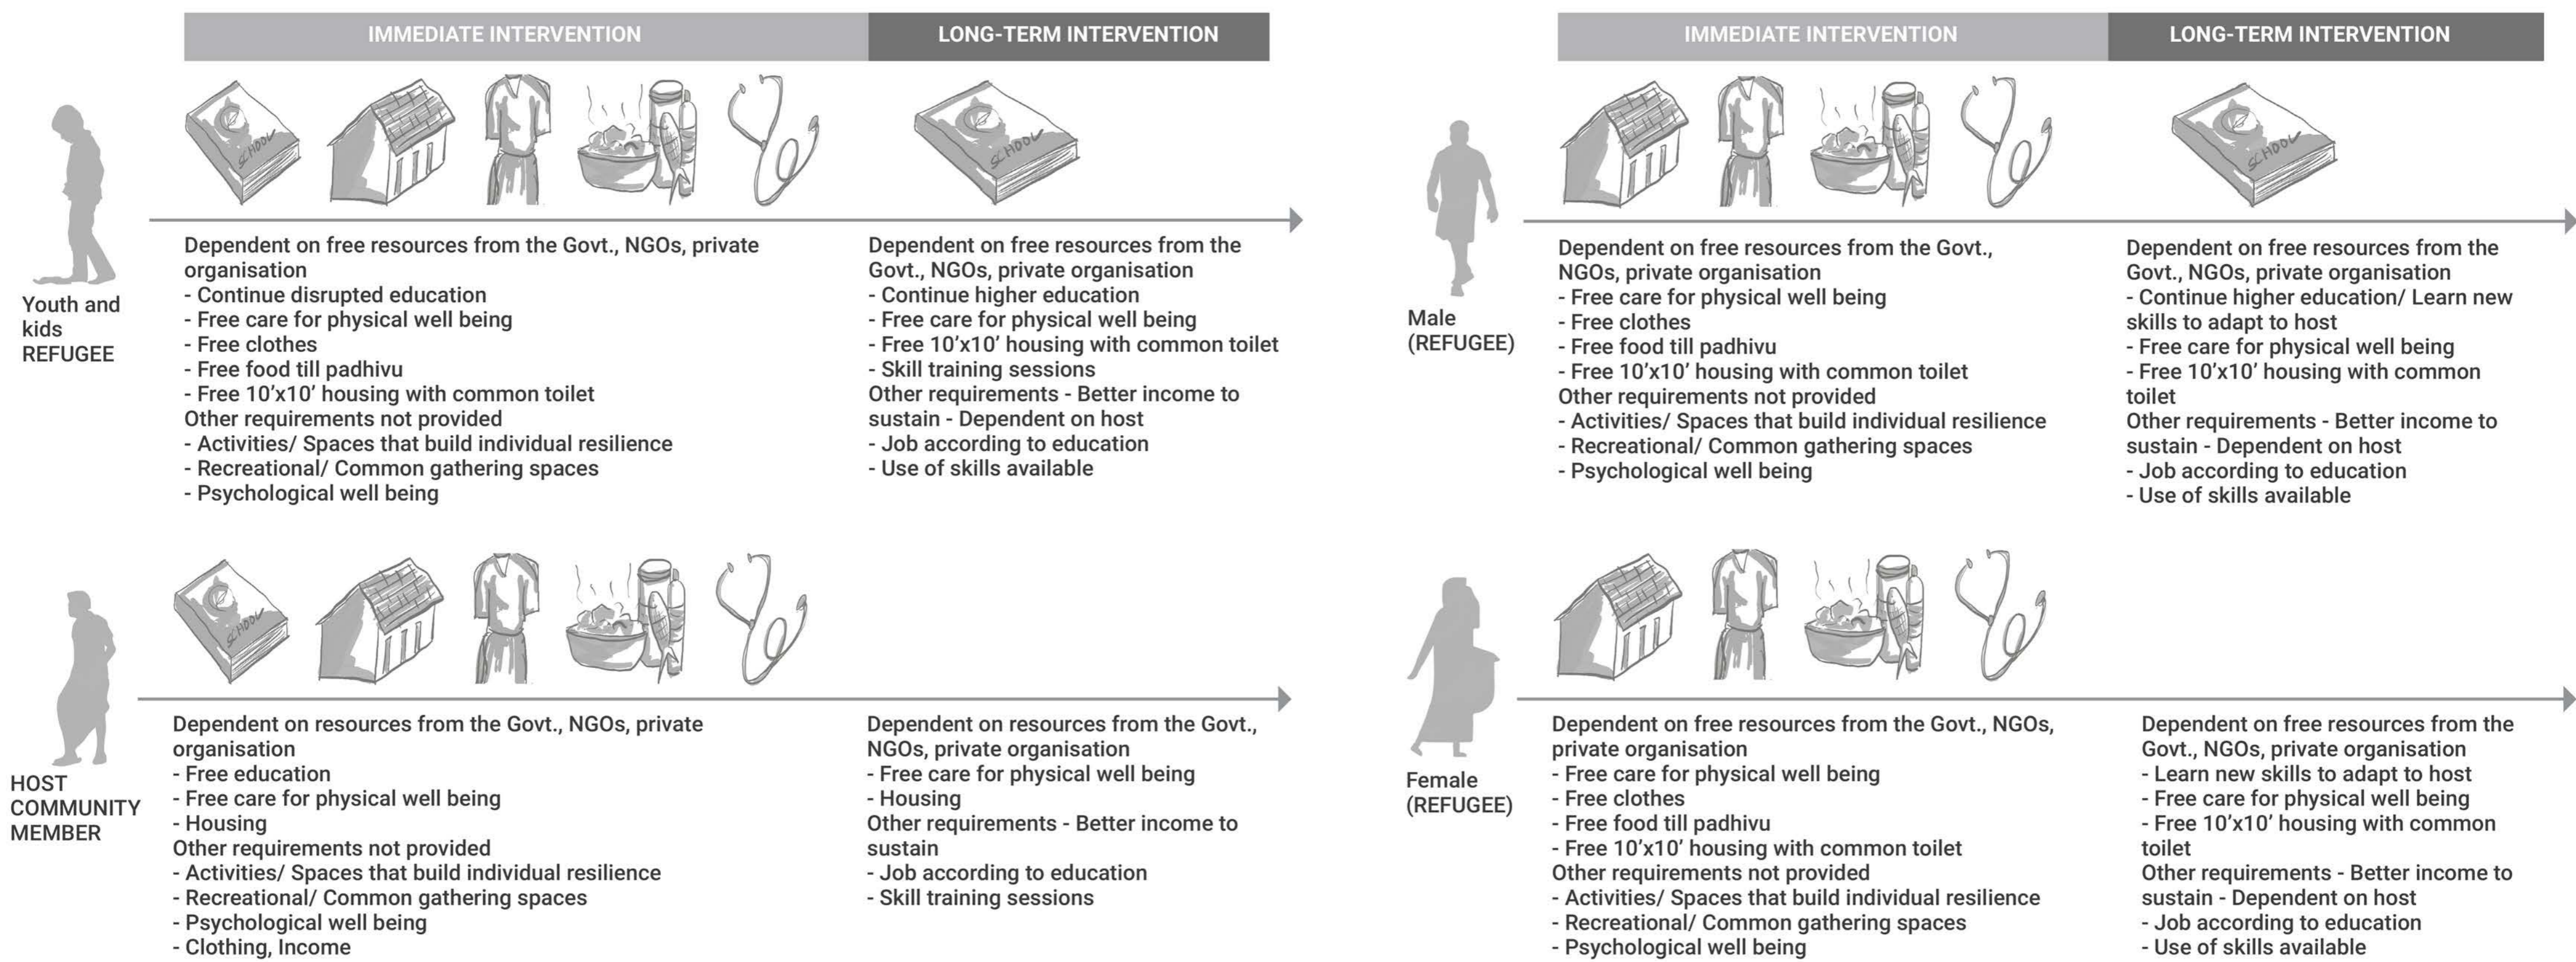 IMMEDIATE INTERVENTION
LONG-TERM INTERVENTION
SCHOOL
SCHOOL
Youth and
kids
REFUGEE
Dependent on free resources from the Govt., NGOs, private
organisation
- Continue disrupted education
- Free care for physical well being
- Free clothes
- Free food till padhivu
- Free 10’x10’ housing with common toilet
Other requirements not provided
- Activities/ Spaces that build individual resilience
- Recreational/ Common gathering spaces
- Psychological well being
Dependent on free resources from the
Govt., NGOs, private organisation
- Continue higher education
- Free care for physical well being
- Free 10’x10’ housing with common toilet
- Skill training sessions
Other requirements - Better income to
sustain - Dependent on host
- Job according to education
- Use of skills available
IMMEDIATE INTERVENTION
LONG-TERM INTERVENTION
SCHOOL
Male
(REFUGEE)
Dependent on free resources from the Govt.,
NGOs, private organisation
- Free care for physical well being
- Free clothes
- Free food till padhivu
- Free 10’x10’ housing with common toilet
Other requirements not provided
- Activities/ Spaces that build individual resilience
- Recreational/ Common gathering spaces
- Psychological well being
Dependent on free resources from the
Govt., NGOs, private organisation
- Continue higher education/ Learn new
skills to adapt to host
- Free care for physical well being
- Free 10’x10’ housing with common
toilet
Other requirements - Better income to
sustain - Dependent on host
- Job according to education
- Use of skills available
SCHOOL
HOST
COMMUNITY
MEMBER
Dependent on resources from the Govt., NGOs, private
organisation
- Free education
- Free care for physical well being
- Housing
Other requirements not provided
- Activities/ Spaces that build individual resilience
- Recreational/ Common gathering spaces
- Psychological well being
- Clothing, Income
Dependent on resources from the Govt.,
NGOs, private organisation
- Free care for physical well being
- Housing
Other requirements - Better income to
sustain
- Job according to education
- Skill training sessions
Female
(REFUGEE)
Dependent on free resources from the Govt., NGOs,
private organisation
- Free care for physical well being
- Free clothes
- Free food till padhivu
- Free 10’x10’ housing with common toilet
Other requirements not provided
- Activities/ Spaces that build individual resilience
- Recreational/ Common gathering spaces
- Psychological well being
Dependent on free resources from the
Govt., NGOs, private organisation
- Learn new skills to adapt to host
- Free care for physical well being
- Free 10’x10’ housing with common
toilet
Other requirements - Better income to
sustain - Dependent on host
- Job according to education
- Use of skills available